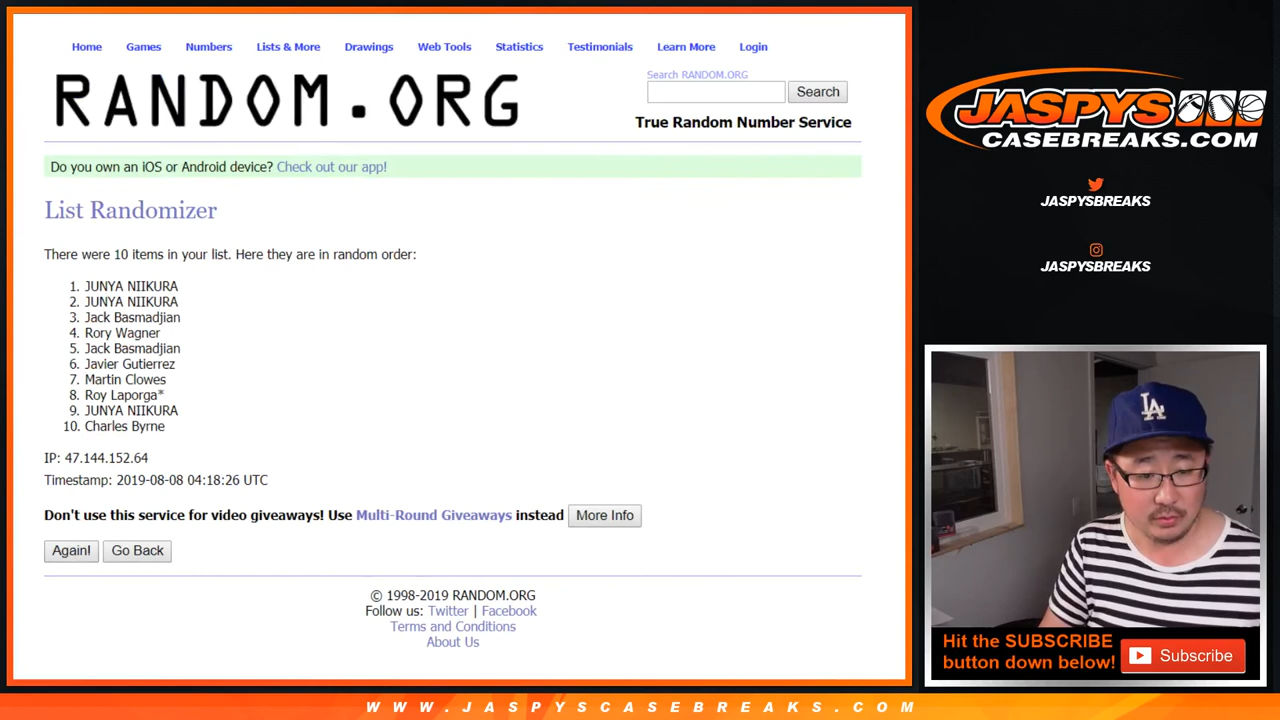 Home Games Numbers Lists & More Drawings Web Tools Statistics Testimonials Learn More Login
RANDOM.ORG
Search RANDOM.ORG
Search
True Random Number Service
Do you own an iOS or Android device? Check out our app!
List Randomizer
There were 10 items in your list. Here they are in random order:
1. JUNYA NIIKURA
2. JUNYA NIIKURA
3. Jack Basmadjian
4. Rory Wagner
5. Jack Basmadjian
6. Javier Gutierrez
7. Martin Clowes
8. Roy Laporga*
9. JUNYA NIIKURA
10. Charles Byrne
IP: 47.144.152.64
Timestamp: 2019-08-08 04:18:26 UTC
Don't use this service for video giveaways! Use Multi-Round Giveaways instead More Info
Again! Go Back
© 1998-2019 RANDOM.ORG
Follow us: Twitter | Facebook
Terms and Conditions
About Us
JASPYS
CASEBREAKS.COM
JASPYSBREAKS
JASPYSBREAKS
LA
Hit the SUBSCRIBE
button down below!
Subscribe
WWW.JASPYSCASEBREAKS.COM